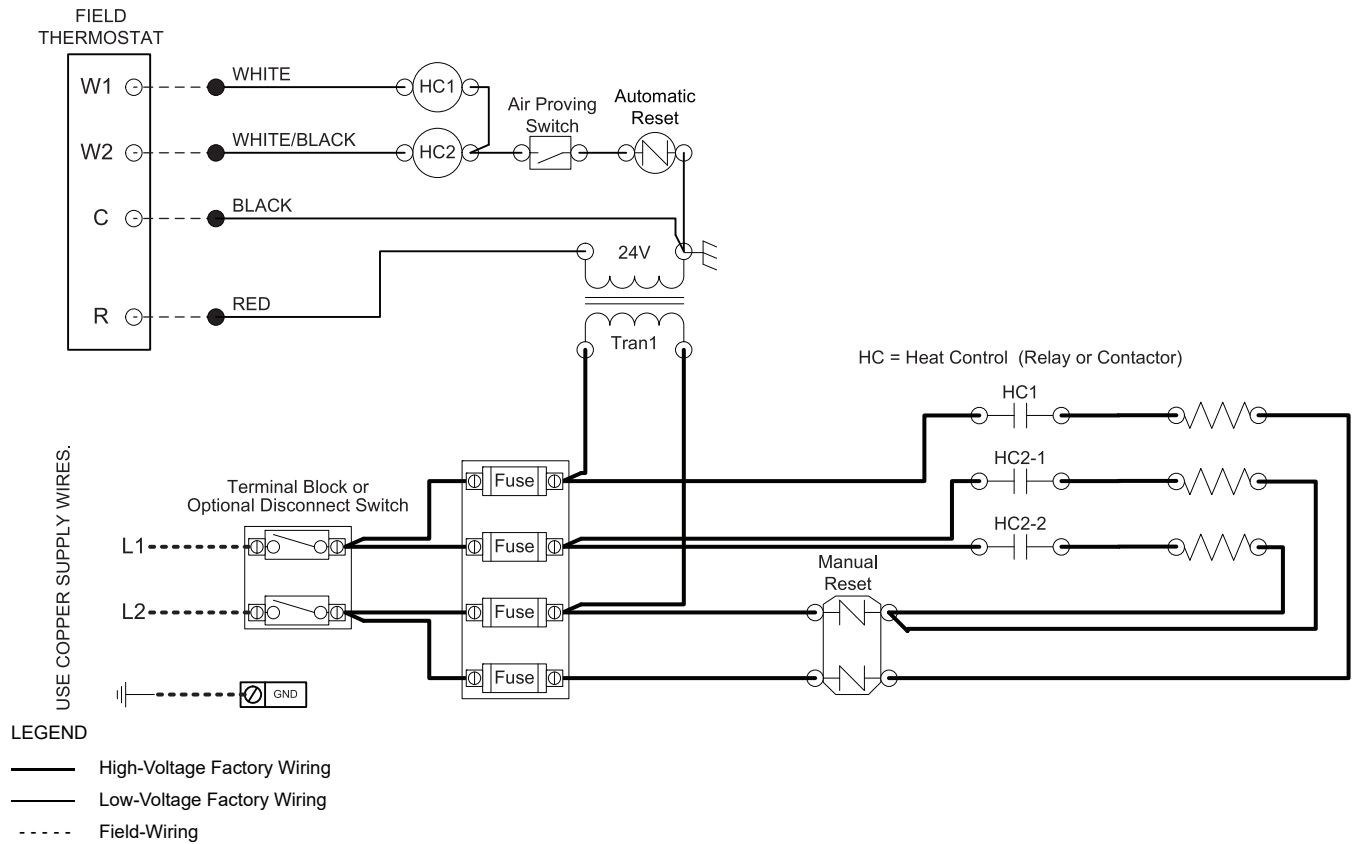 FIELD
THERMOSTAT
W1
WHITE
HC1
Air Proving
Switch
Automatic
Reset
W2
WHITE/BLACK
HC2
C
BLACK
24V
R
RED
Tran1
HC = Heat Control (Relay or Contactor)
HC1
HC2-1
HC2-2
USE COPPER SUPPLY WIRES.
Terminal Block or
Optional Disconnect Switch
Fuse
L1
Fuse
Manual
Reset
L2
Fuse
Fuse
GND
LEGEND
High-Voltage Factory Wiring
Low-Voltage Factory Wiring
Field-Wiring